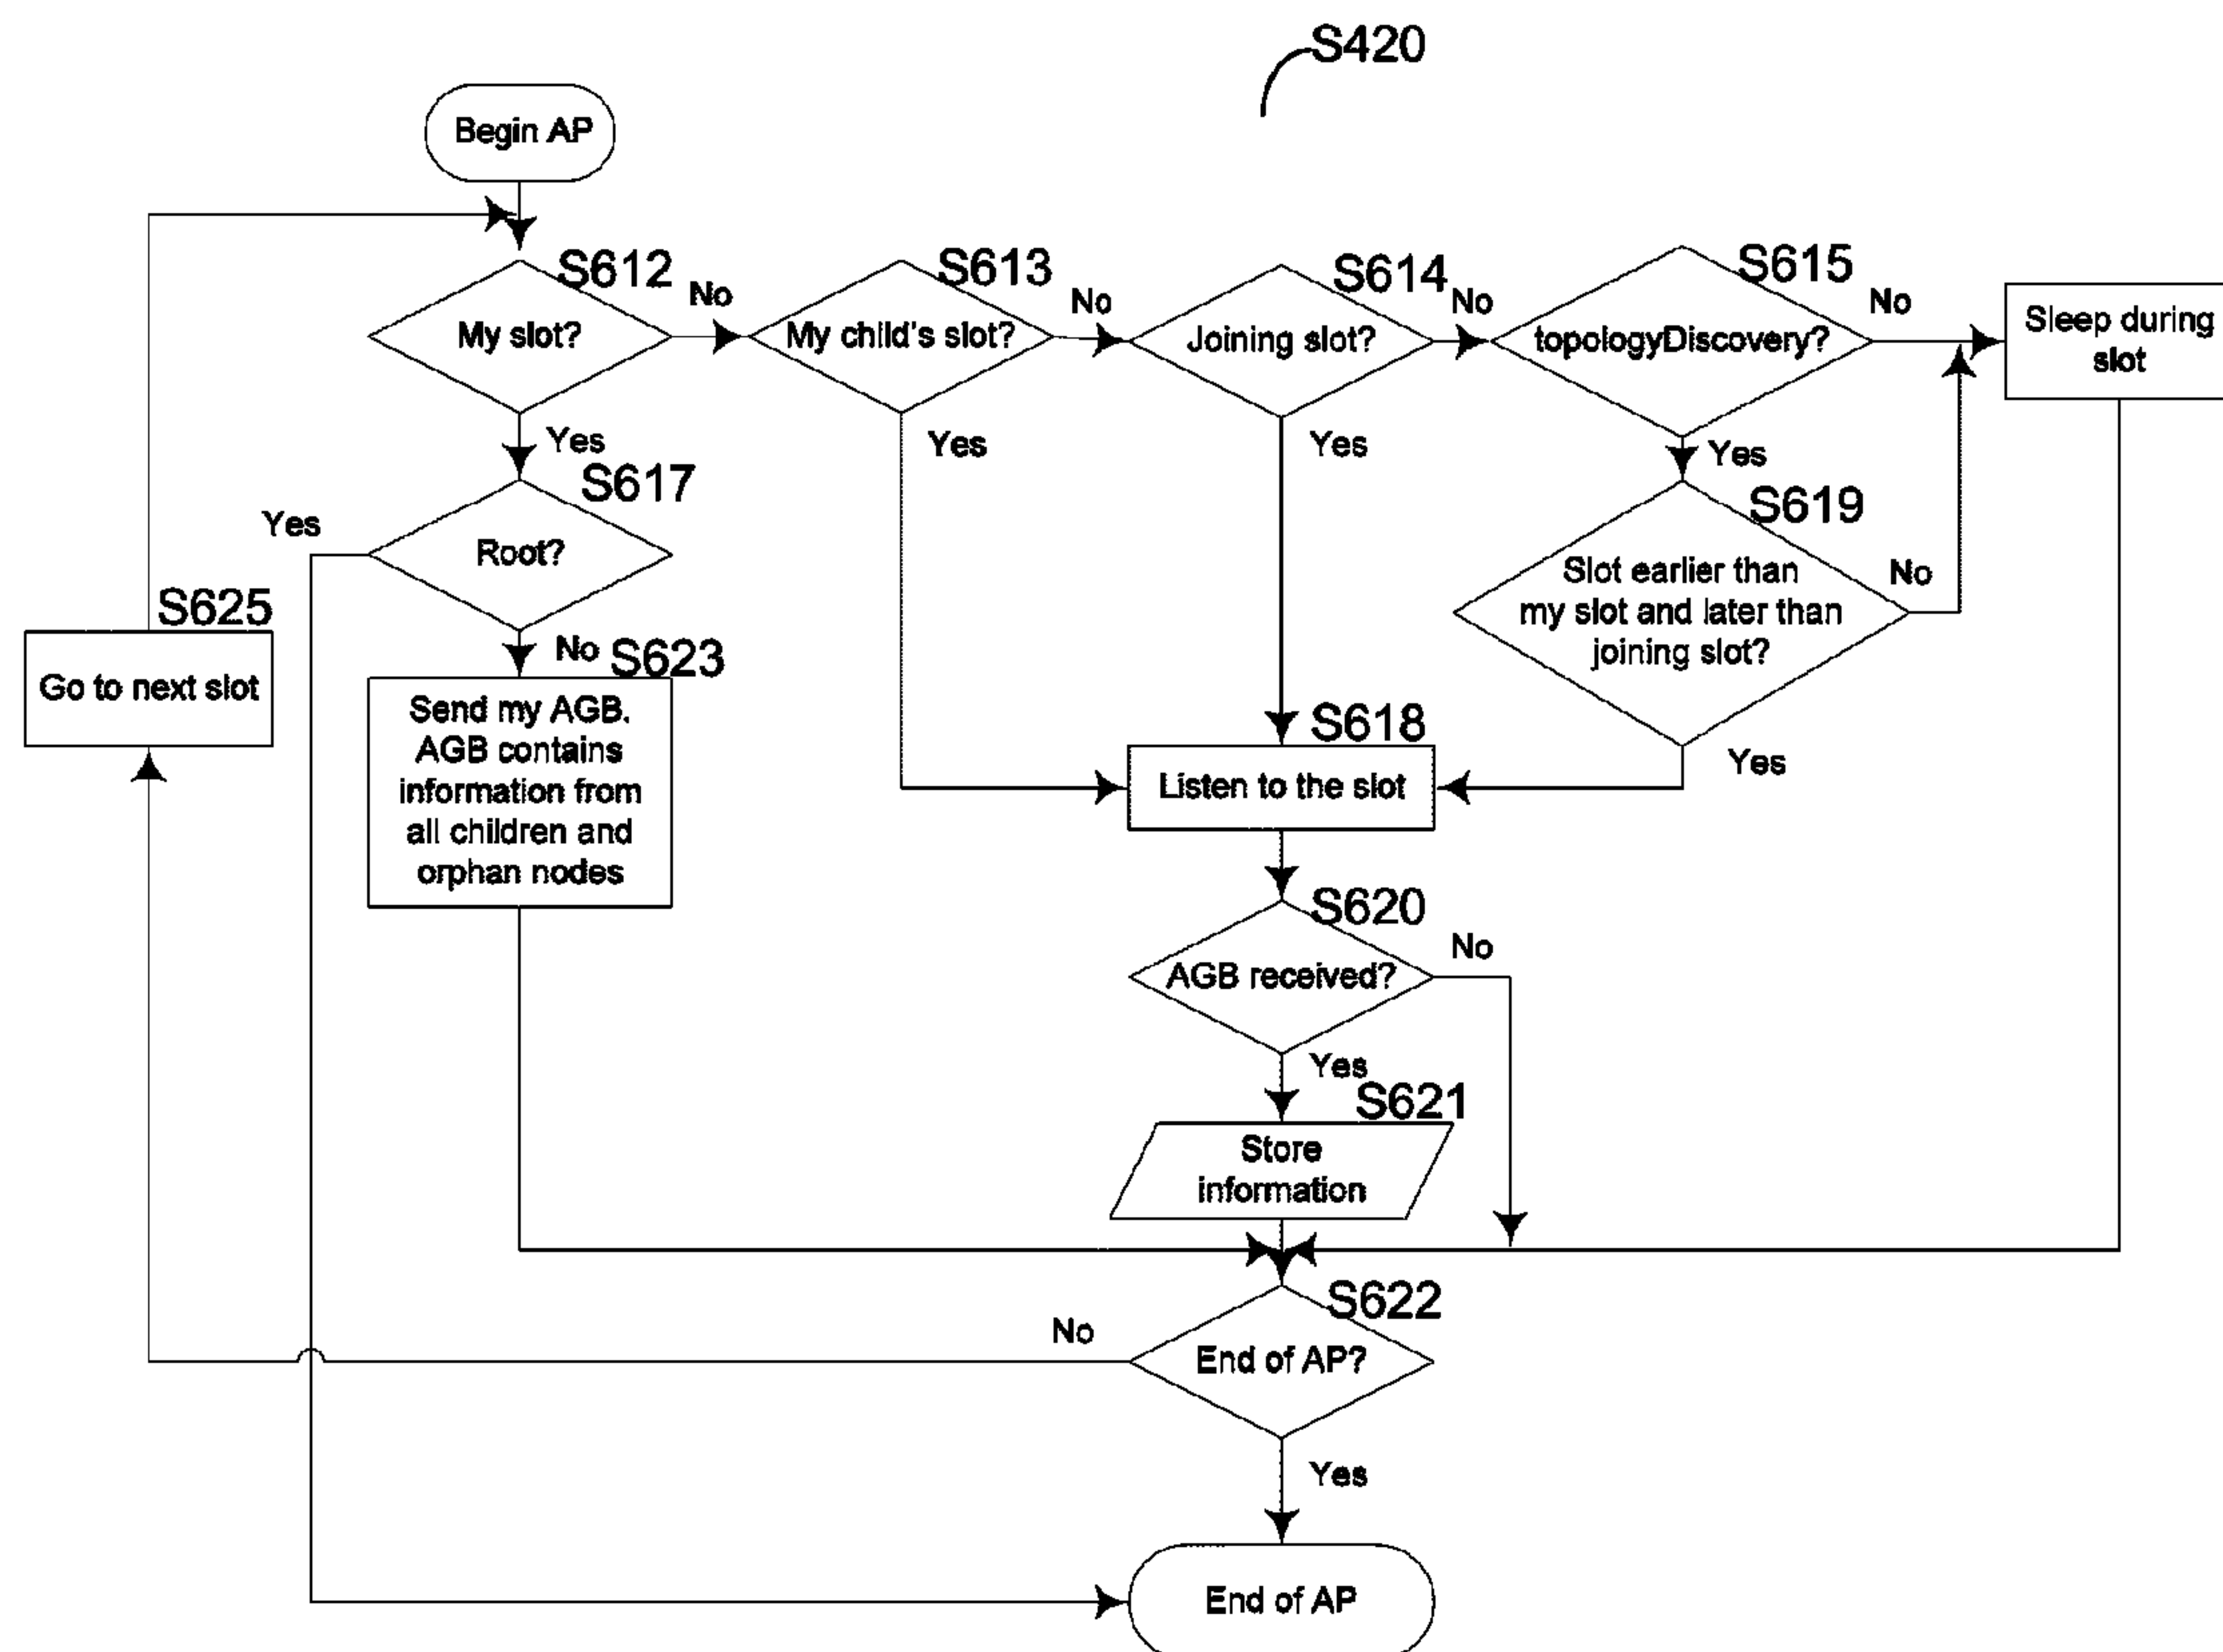 S420
Begin AP
S612
My slot?
No
S613
My child's slot?
No
S614
Joining slot?
No
S615
topologyDiscovery?
No
Sleep during
slot
Yes
Yes
Yes
Yes
S617
Root?
Yes
No
S619
Slot earlier than
my slot and later than
joining slot?
No
Yes
S625
Go to next slot
S623
Send my AGB.
AGB contains
information from
all children and
orphan nodes
S618
Listen to the slot
S620
AGB received?
No
Yes
S621
Store
information
S622
End of AP?
No
Yes
End of AP